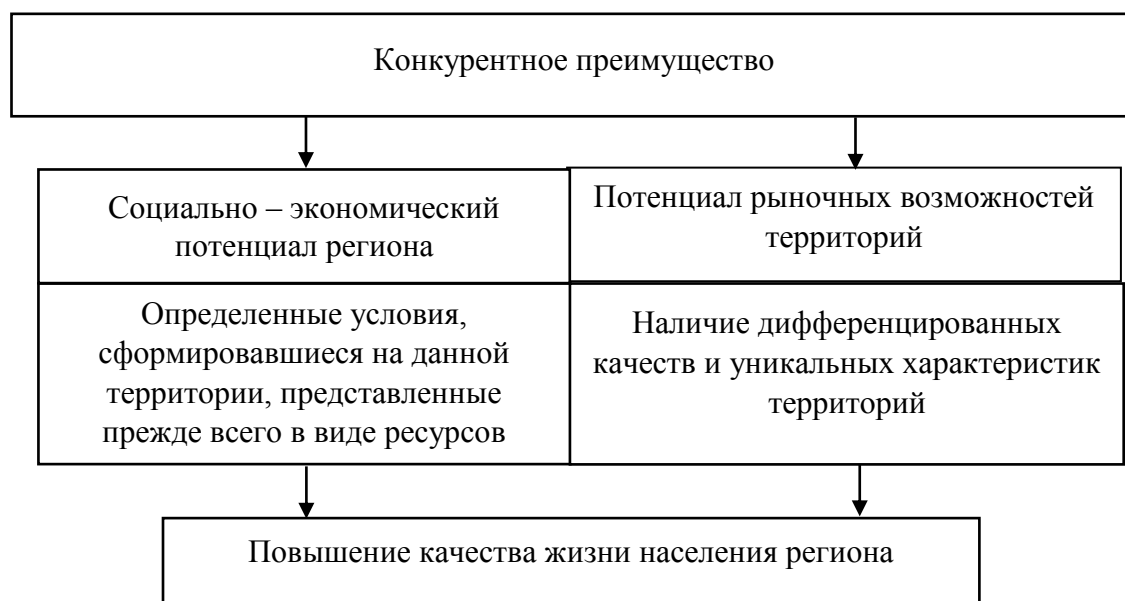 Конкурентное преимущество
Социально – экономический
потенциал региона
Потенциал рыночных возможностей
территорий
Определенные условия,
сформировавшиеся на данной
территории, представленные
прежде всего в виде ресурсов
Наличие дифференцированных
качеств и уникальных характеристик
территорий
Повышение качества жизни населения региона